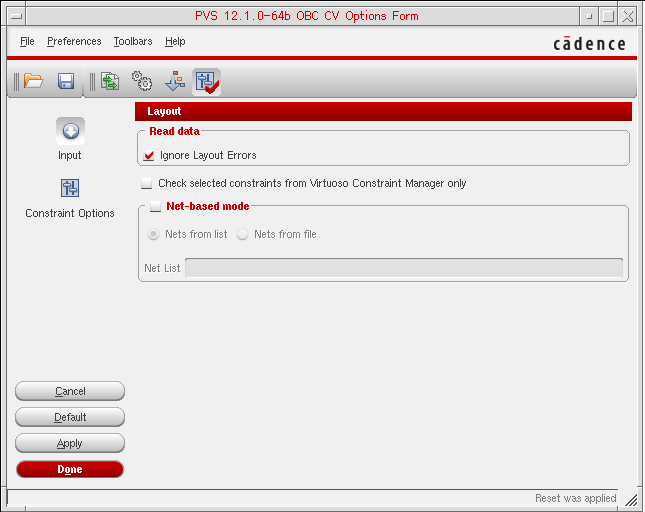 PVS 12.1.0-64b OBC CV Options Form
File Preferences Toolbars Help
cādence
Layout
Read data
Input
Ignore Layout Errors
Check selected constraints from Virtuoso Constraint Manager only
Constraint Options
Net-based mode
Nets from list Nets from file
Net List
Cancel
Default
Apply
Done
Reset was applied